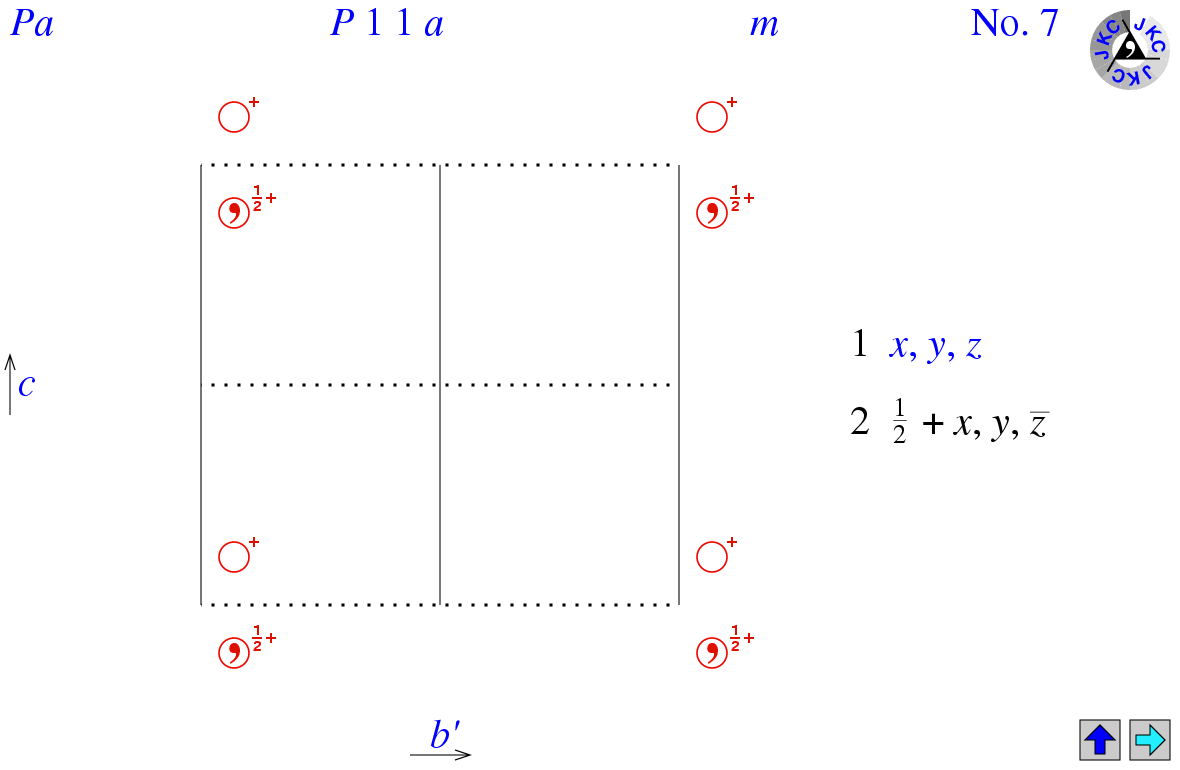 Pa P 1 1 a m No. 7
JKC JKC JKC
+ +
1/2+ 1/2+
1 x, y, z
c
2 1/2 + x, y, z̅
+ +
1/2+ 1/2+
b′